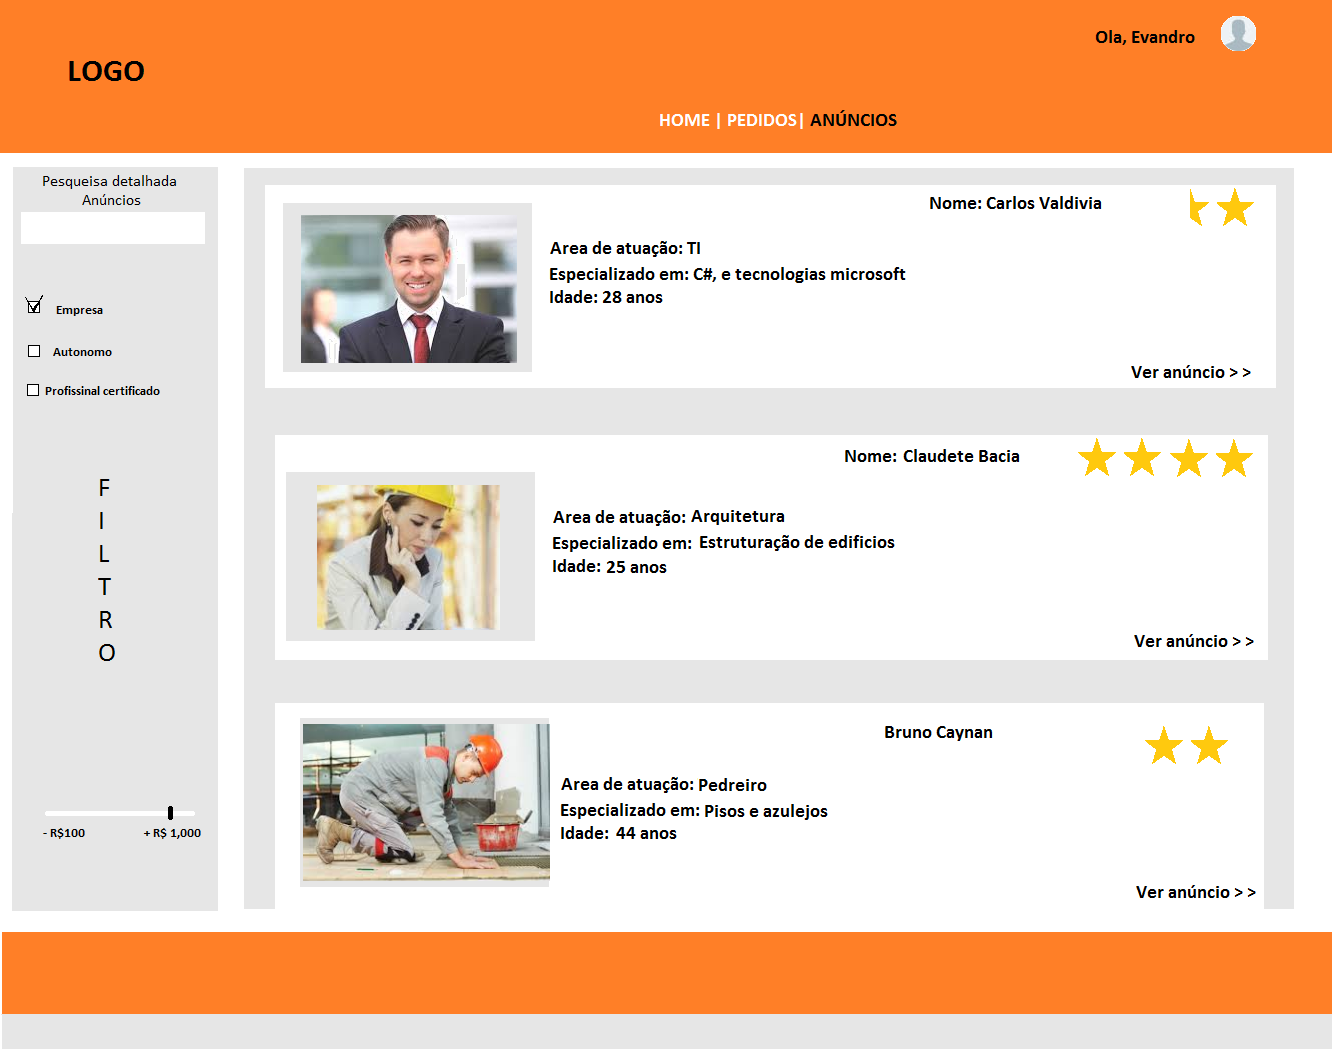 Ola, Evandro
LOGO
HOME | PEDIDOS| ANÚNCIOS
Pesqueisa detalhada
Anúncios
Empresa
Autonomo
Profissinal certificado
F
I
L
T
R
O
- R$100
+ R$ 1,000
Nome: Carlos Valdivia
Area de atuação: TI
Especializado em: C#, e tecnologias microsoft
Idade: 28 anos
Ver anúncio > >
Nome: Claudete Bacia
Area de atuação: Arquitetura
Especializado em: Estruturação de edificios
Idade: 25 anos
Ver anúncio > >
Bruno Caynan
Area de atuação: Pedreiro
Especializado em: Pisos e azulejos
Idade: 44 anos
Ver anúncio > >